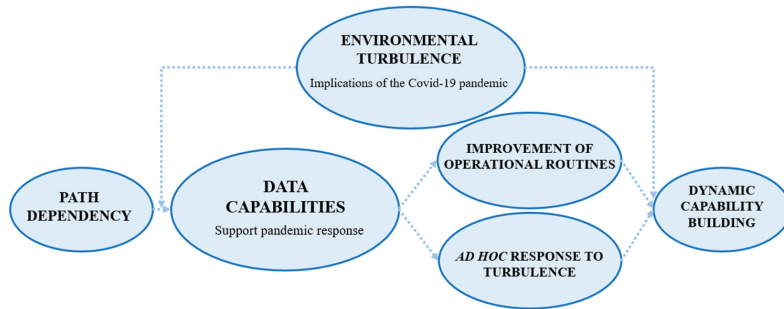 ENVIRONMENTAL
TURBULENCE
Implications of the Covid-19 pandemic
IMPROVEMENT OF
OPERATIONAL ROUTINES
PATH
DEPENDENCY
DATA
CAPABILITIES
Support pandemic response
DYNAMIC
CAPABILITY
BUILDING
AD HOC RESPONSE TO
TURBULENCE